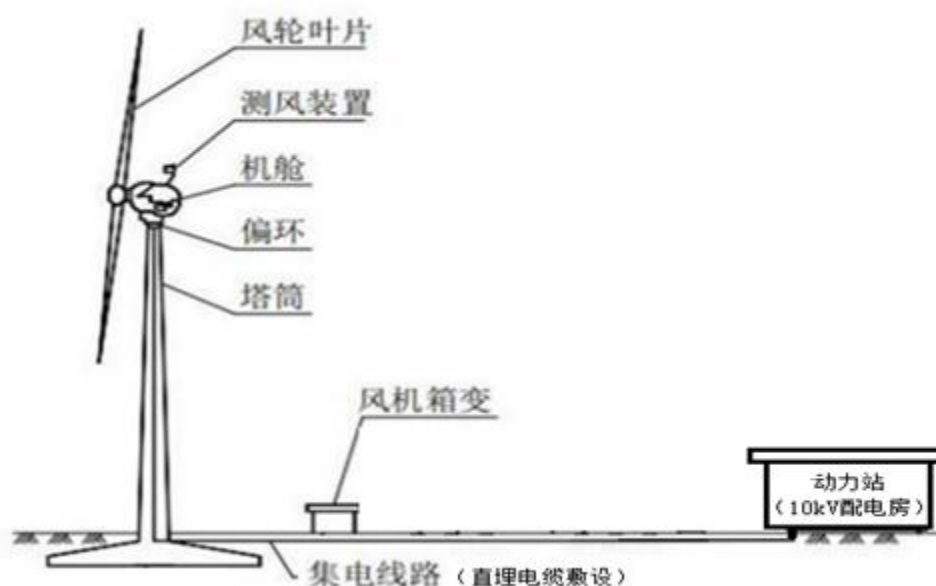 风轮叶片
测风装置
机舱
偏环
塔筒
风机箱变
动力站
（10kV配电房）
集电线路（直埋电缆敷设）